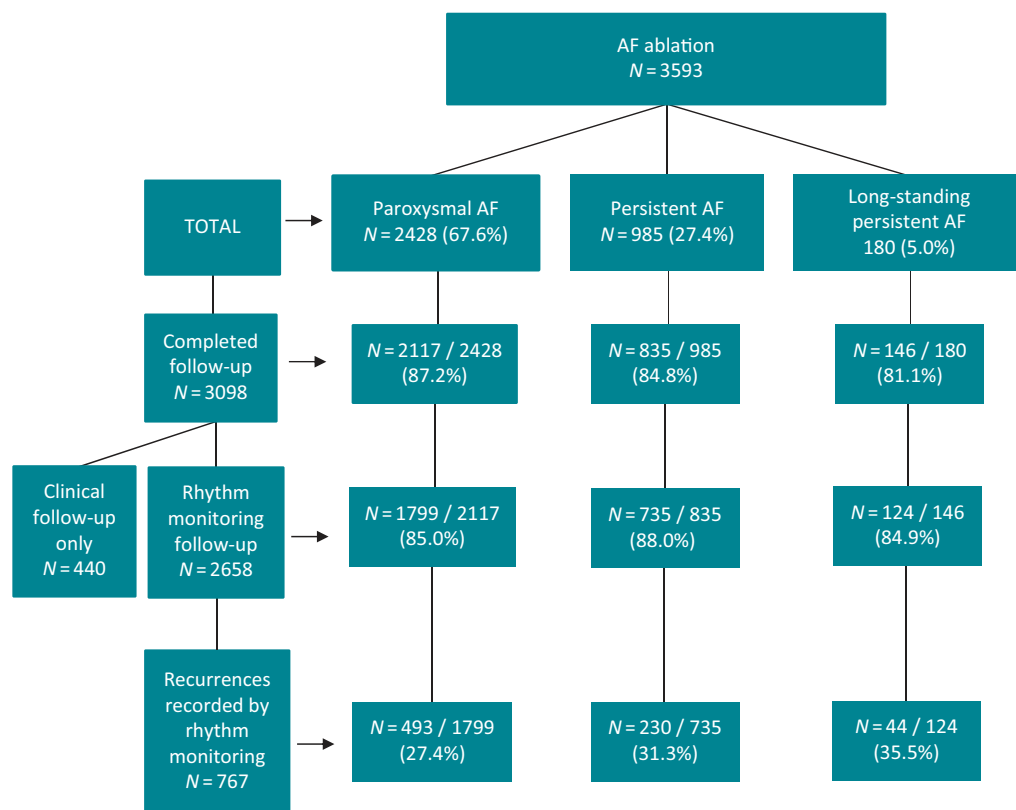 AF ablation
N = 3593
TOTAL
Paroxysmal AF
N = 2428 (67.6%)
Persistent AF
N = 985 (27.4%)
Long-standing
persistent AF
180 (5.0%)
Completed
follow-up
N = 3098
N = 2117 / 2428
(87.2%)
N = 835 / 985
(84.8%)
N = 146 / 180
(81.1%)
Clinical
follow-up
only
N = 440
Rhythm
monitoring
follow-up
N = 2658
N = 1799 / 2117
(85.0%)
N = 735 / 835
(88.0%)
N = 124 / 146
(84.9%)
Recurrences
recorded by
rhythm
monitoring
N = 767
N = 493 / 1799
(27.4%)
N = 230 / 735
(31.3%)
N = 44 / 124
(35.5%)